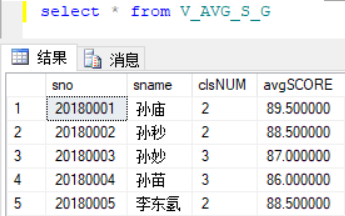 select * from V_AVG_S_G
结果 消息
sno sname clsNUM avgSCORE
1 20180001 孙庙 2 89.500000
2 20180002 孙秒 2 88.500000
3 20180003 孙妙 3 87.000000
4 20180004 孙苗 3 86.000000
5 20180005 李东氢 2 88.500000